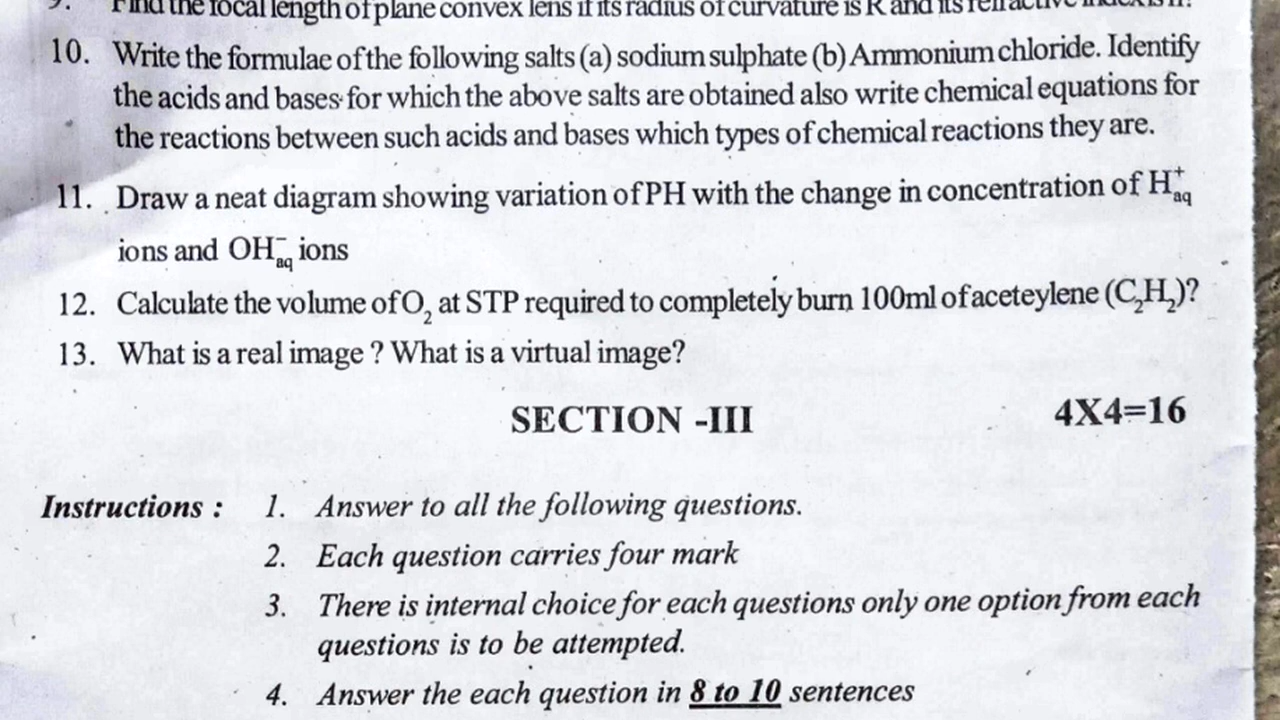 9. Find the focal length of plane convex lens if its radius of curvature is R and its refractive index is n.
10. Write the formulae of the following salts (a) sodium sulphate (b) Ammonium chloride. Identify
the acids and bases for which the above salts are obtained also write chemical equations for
the reactions between such acids and bases which types of chemical reactions they are.
11. Draw a neat diagram showing variation of PH with the change in concentration of H⁺aq
ions and OH⁻aq ions
12. Calculate the volume of O₂ at STP required to completely burn 100ml of aceteylene (C₂H₂)?
13. What is a real image ? What is a virtual image?
SECTION -III 4X4=16
Instructions : 1. Answer to all the following questions.
2. Each question carries four mark
3. There is internal choice for each questions only one option from each
questions is to be attempted.
4. Answer the each question in 8 to 10 sentences